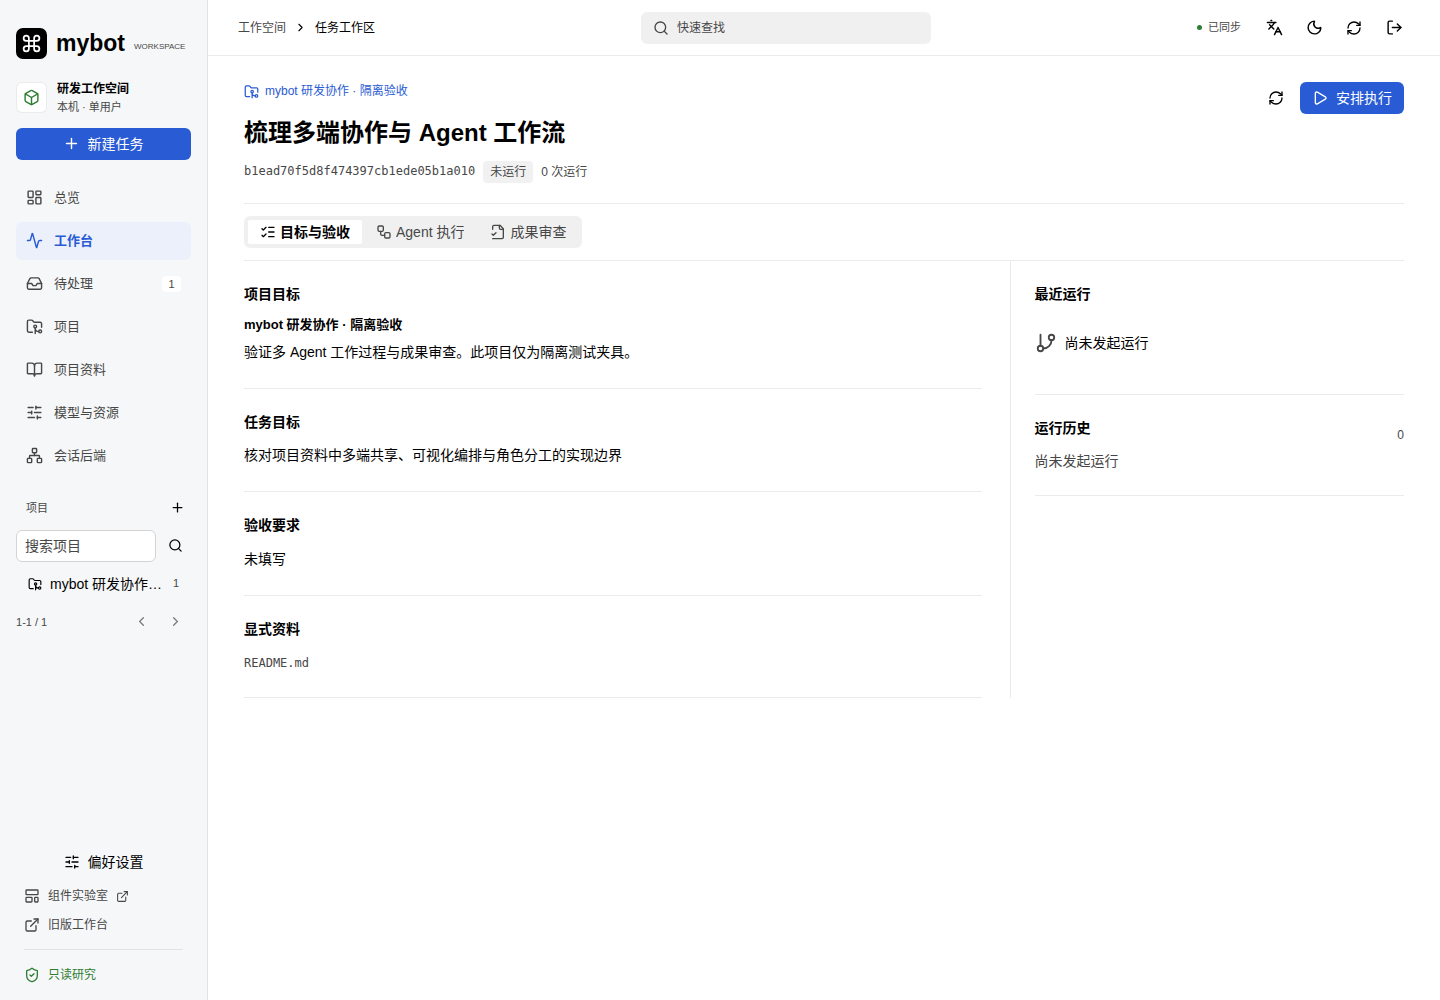 mybot WORKSPACE
研发工作空间
本机 · 单用户
新建任务
总览
工作台
待处理 1
项目
项目资料
模型与资源
会话后端
项目
搜索项目
mybot 研发协作… 1
1-1 / 1
偏好设置
组件实验室
旧版工作台
只读研究
工作空间 任务工作区
快速查找
已同步
mybot 研发协作 · 隔离验收
安排执行
梳理多端协作与 Agent 工作流
b1ead70f5d8f474397cb1ede05b1a010 未运行 0 次运行
目标与验收 Agent 执行 成果审查
项目目标
mybot 研发协作 · 隔离验收
验证多 Agent 工作过程与成果审查。此项目仅为隔离测试夹具。
任务目标
核对项目资料中多端共享、可视化编排与角色分工的实现边界
验收要求
未填写
显式资料
README.md
最近运行
尚未发起运行
运行历史 0
尚未发起运行